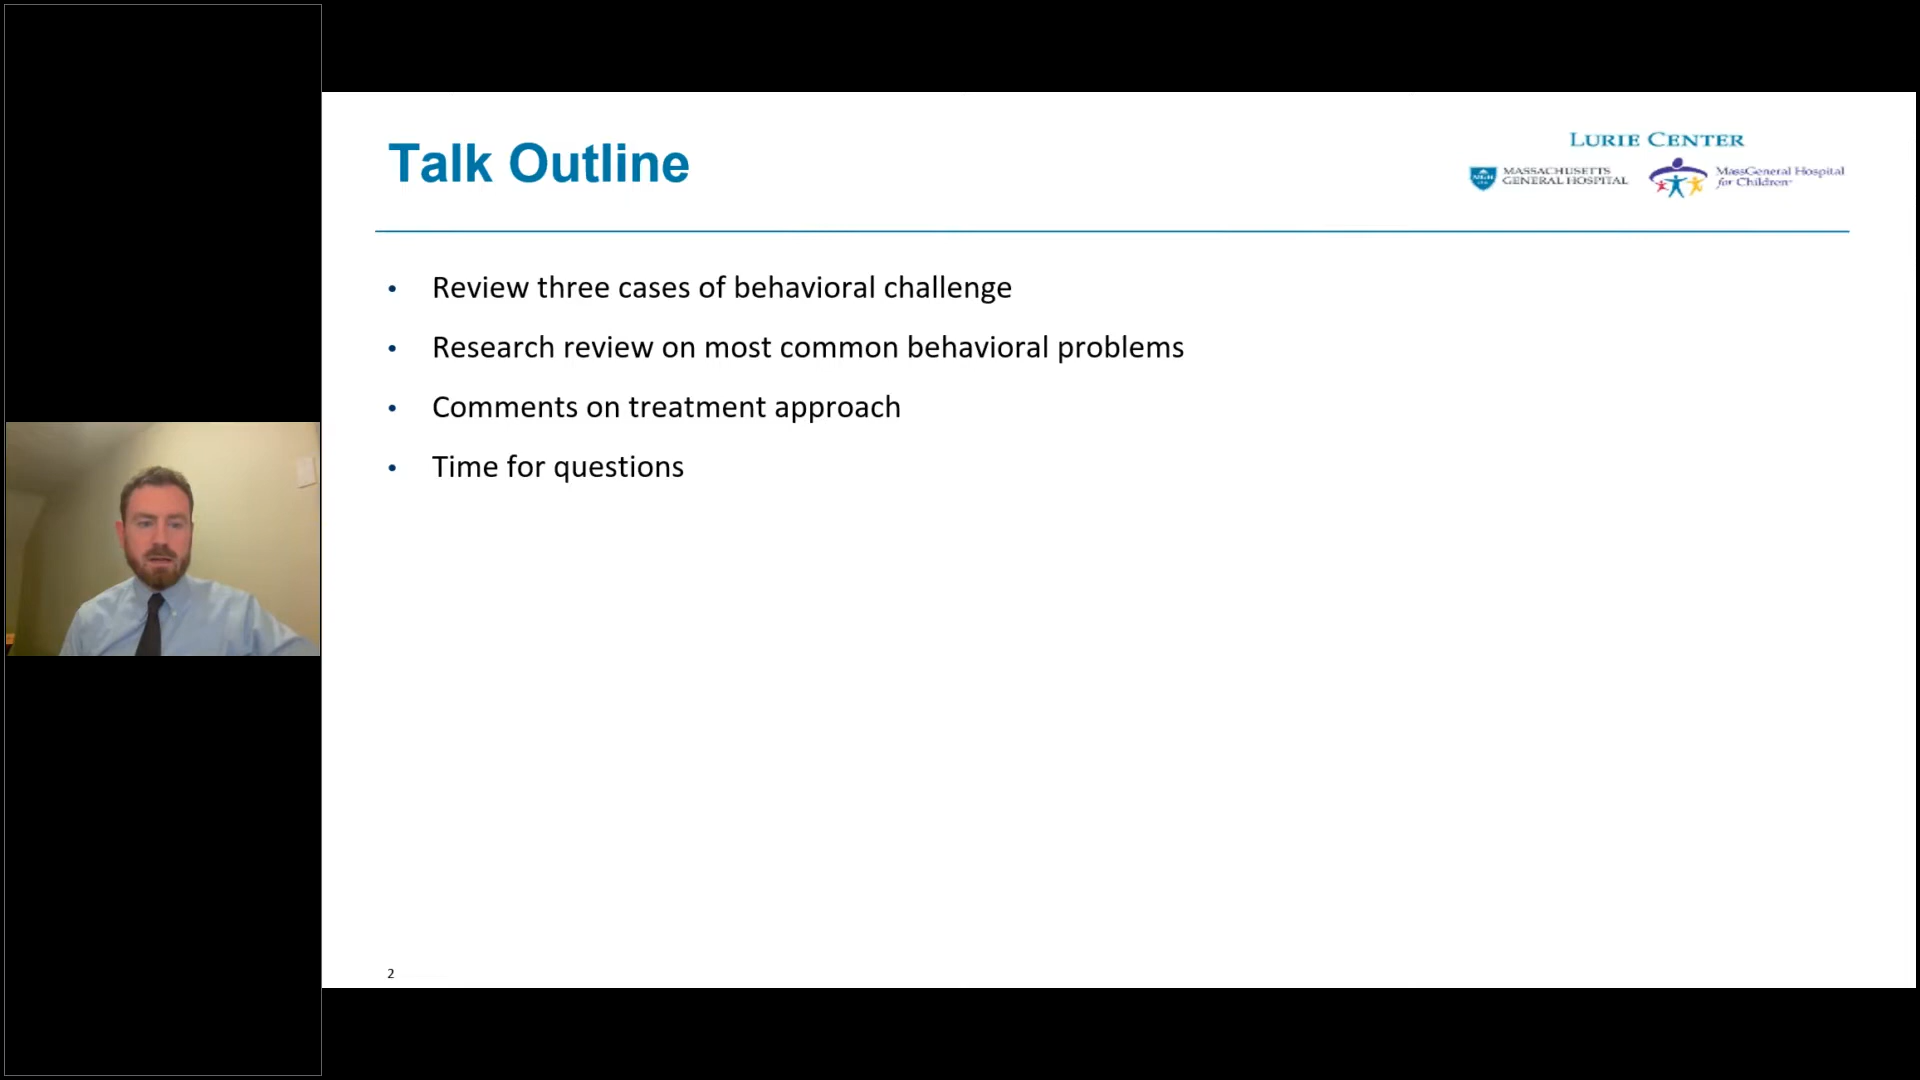 Talk Outline
LURIE CENTER
MASSACHUSETTS
GENERAL HOSPITAL
MassGeneral Hospital
for Children
• Review three cases of behavioral challenge
• Research review on most common behavioral problems
• Comments on treatment approach
• Time for questions
2